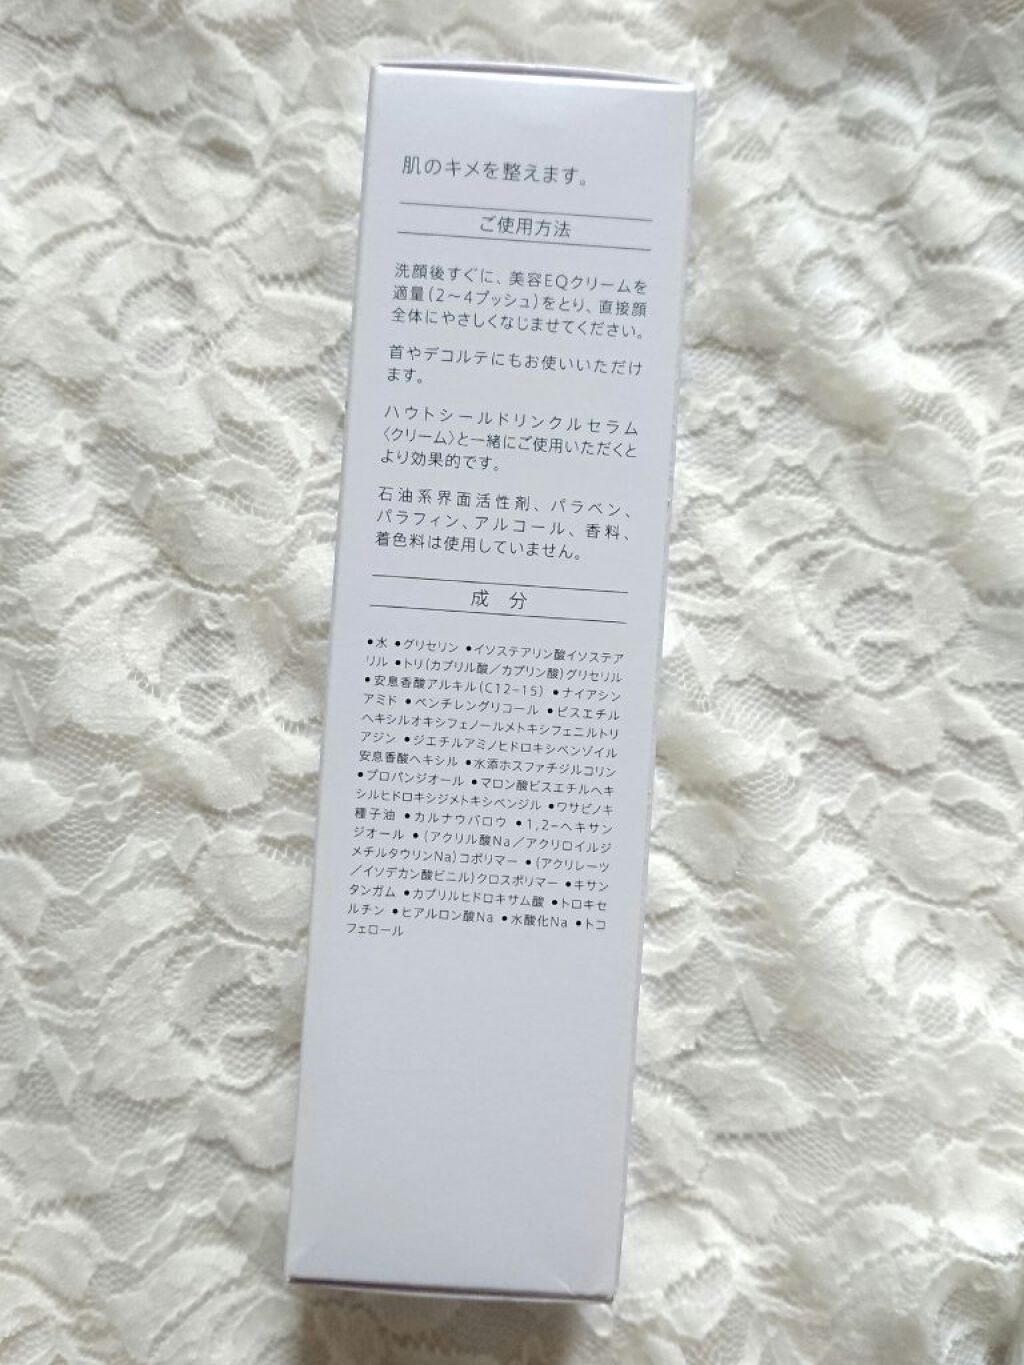 肌のキメを整えます。
ご使用方法
洗顔後すぐに、美容EQクリームを
適量(2〜4プッシュ)をとり、直接顔
全体にやさしくなじませてください。
首やデコルテにもお使いいただけ
ます。
ハウトシールドリンクルセラム
〈クリーム〉と一緒にご使用いただくと
より効果的です。
石油系界面活性剤、パラベン、
パラフィン、アルコール、香料、
着色料は使用していません。
成 分
●水 ●グリセリン ●イソステアリン酸イソステア
リル ●トリ(カプリル酸／カプリン酸)グリセリル
●安息香酸アルキル(C12−15) ●ナイアシン
アミド ●ペンチレングリコール ●ビスエチル
ヘキシルオキシフェノールメトキシフェニルトリ
アジン ●ジエチルアミノヒドロキシベンゾイル
安息香酸ヘキシル ●水添ホスファチジルコリン
●プロパンジオール ●マロン酸ビスエチルヘキ
シルヒドロキシジメトキシベンジル ●ワサビノキ
種子油 ●カルナウバロウ ●1,2−ヘキサン
ジオール ●(アクリル酸Na／アクリロイルジ
メチルタウリンNa)コポリマー ●(アクリレーツ
／イソデカン酸ビニル)クロスポリマー ●キサン
タンガム ●カプリルヒドロキサム酸 ●トロキセ
ルチン ●ヒアルロン酸Na ●水酸化Na ●トコ
フェロール